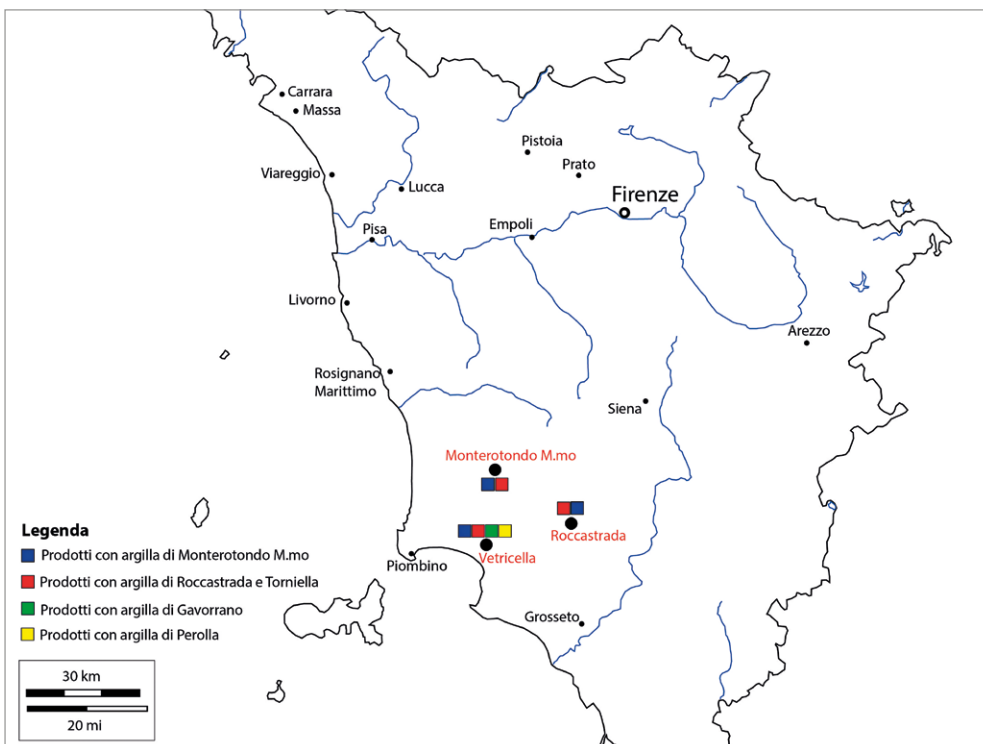 Carrara
Massa
Pistoia
Prato
Viareggio
Lucca
Firenze
Pisa
Empoli
Livorno
Arezzo
Rosignano
Marittimo
Siena
Monterotondo M.mo
Roccastrada
Vetricella
Piombino
Grosseto
Legenda
Prodotti con argilla di Monterotondo M.mo
Prodotti con argilla di Roccastrada e Torniella
Prodotti con argilla di Gavorrano
Prodotti con argilla di Perolla
30 km
20 mi